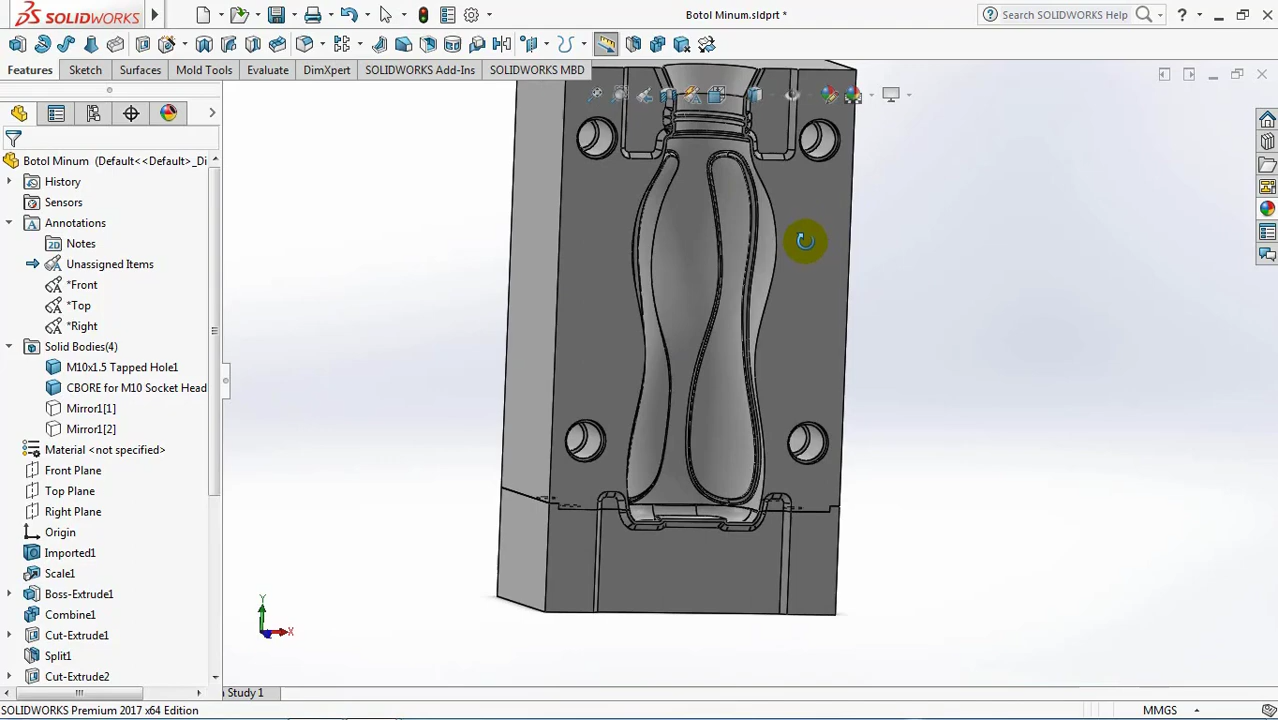 SOLIDWORKS
Botol Minum.sldprt *
Search SOLIDWORKS Help
Features
Sketch
Surfaces
Mold Tools
Evaluate
DimXpert
SOLIDWORKS Add-Ins
SOLIDWORKS MBD
Botol Minum (Default<<Default>_Di
History
Sensors
Annotations
Notes
Unassigned Items
*Front
*Top
*Right
Solid Bodies(4)
M10x1.5 Tapped Hole1
CBORE for M10 Socket Head
Mirror1[1]
Mirror1[2]
Material <not specified>
Front Plane
Top Plane
Right Plane
Origin
Imported1
Scale1
Boss-Extrude1
Combine1
Cut-Extrude1
Split1
Cut-Extrude2
Y
X
Study 1
SOLIDWORKS Premium 2017 x64 Edition
MMGS